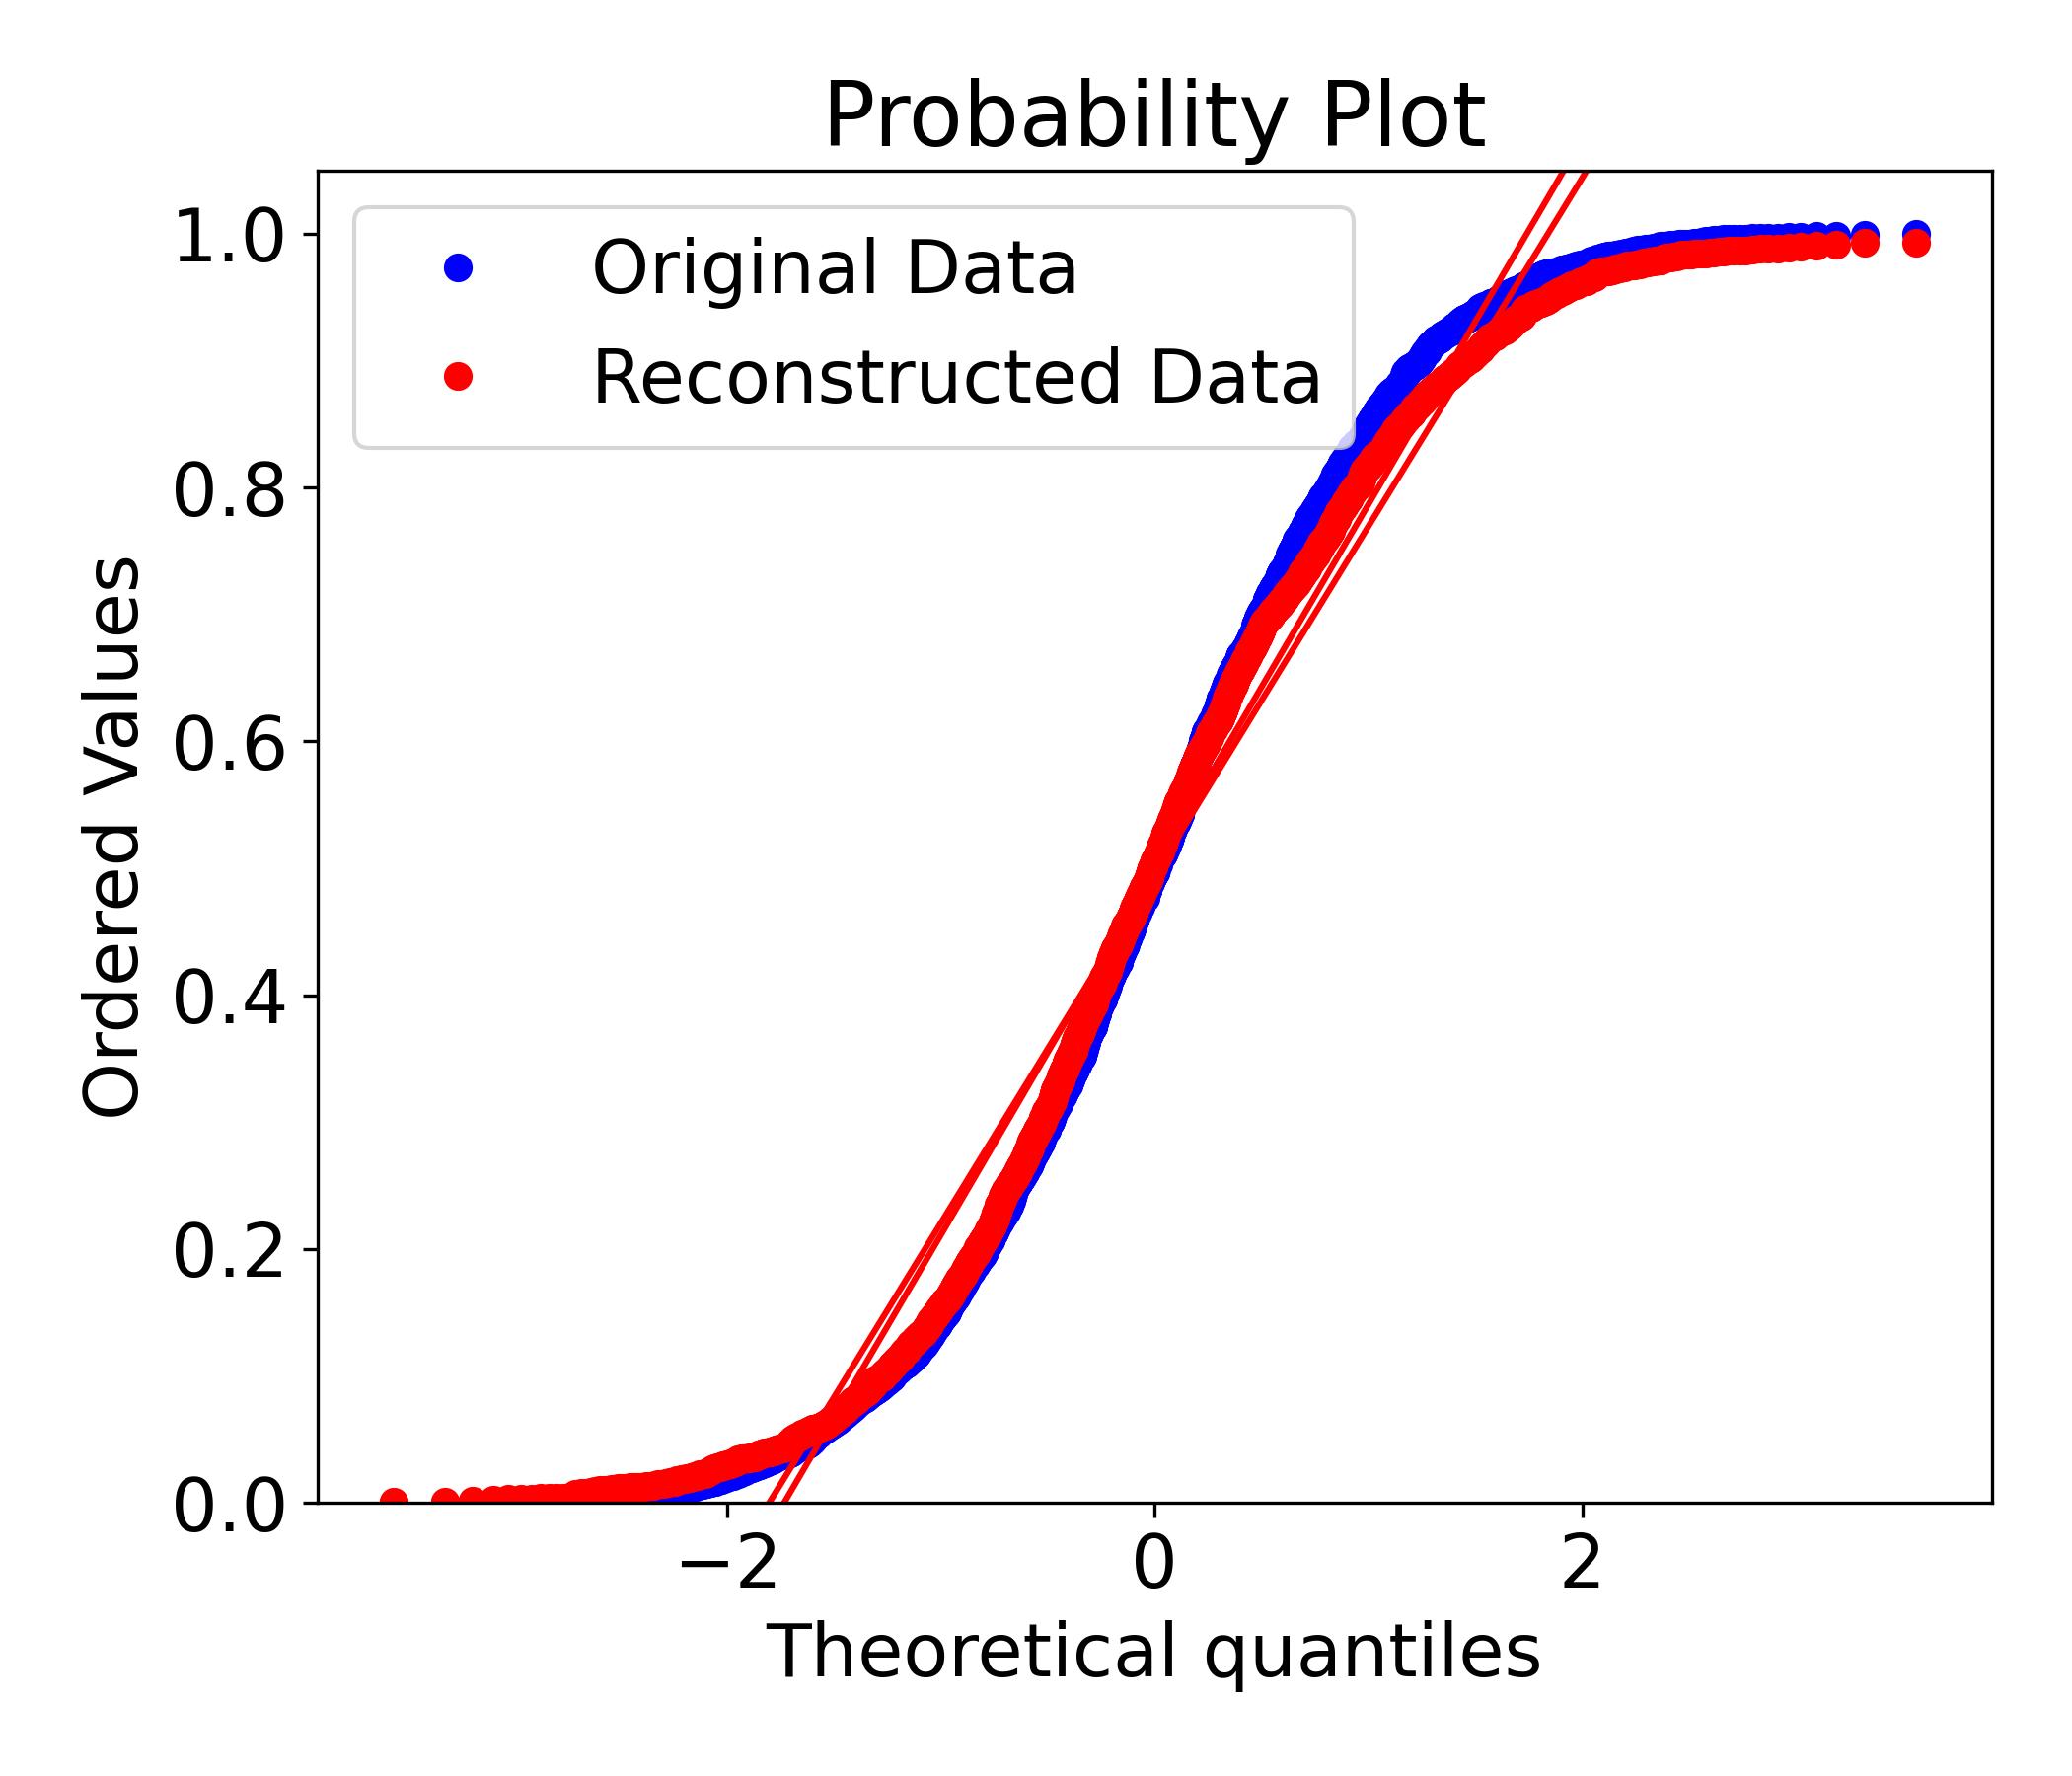 Probability Plot
Original Data
Reconstructed Data
1.0
0.8
0.6
0.4
0.2
0.0
Ordered Values
−2
0
2
Theoretical quantiles